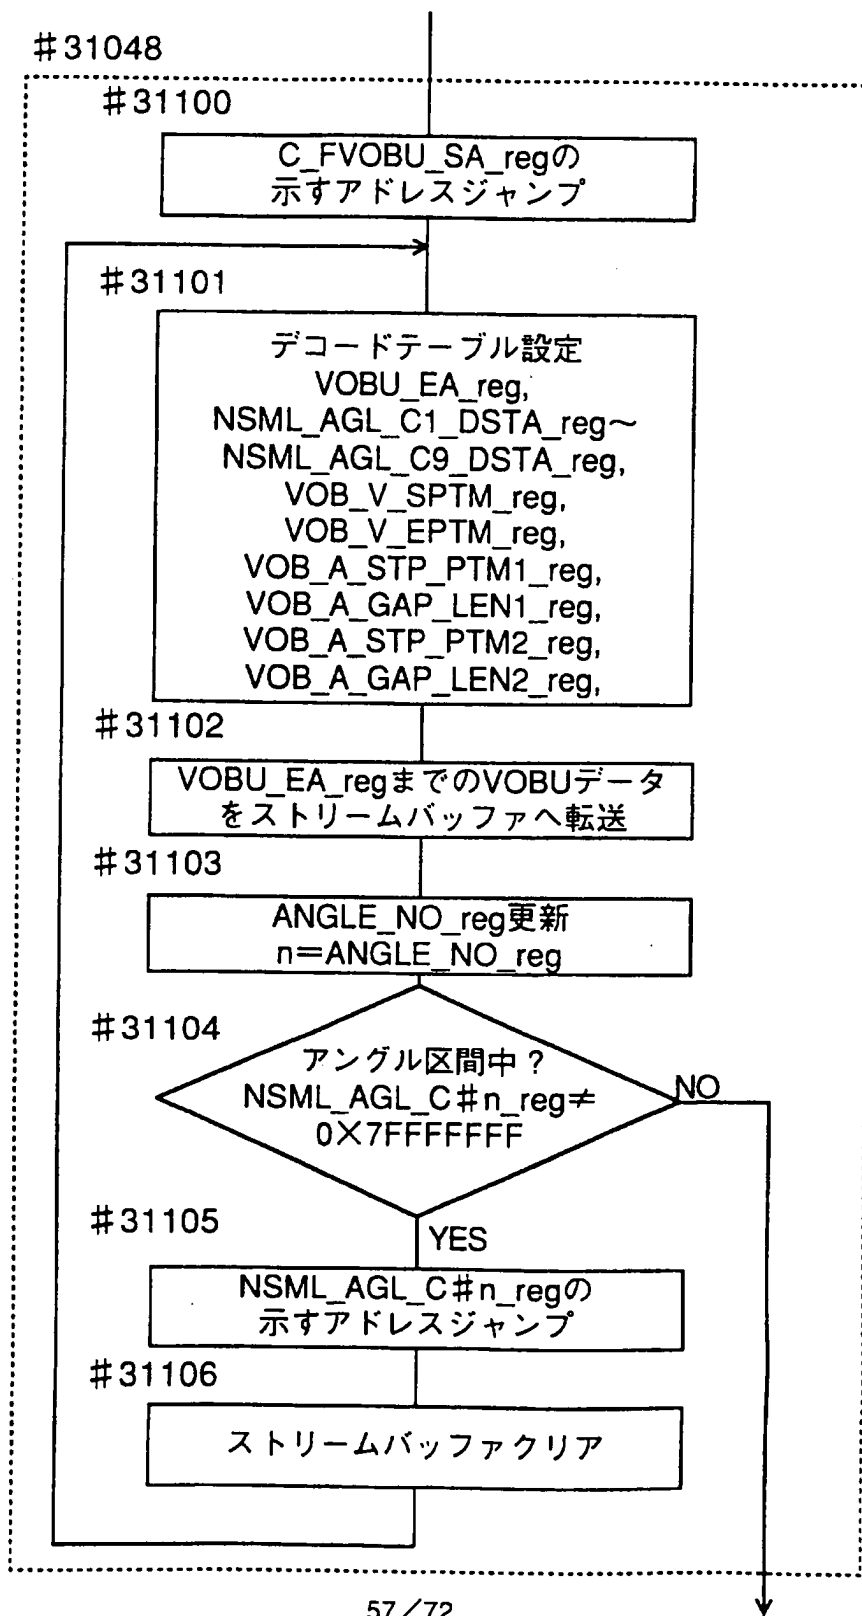 #31048
#31100
C_FVOBU_SA_regの
示すアドレスジャンプ
#31101
デコードテーブル設定
VOBU_EA_reg,
NSML_AGL_C1_DSTA_reg~
NSML_AGL_C9_DSTA_reg,
VOB_V_SPTM_reg,
VOB_V_EPTM_reg,
VOB_A_STP_PTM1_reg,
VOB_A_GAP_LEN1_reg,
VOB_A_STP_PTM2_reg,
VOB_A_GAP_LEN2_reg,
#31102
VOBU_EA_regまでのVOBUデータ
をストリームバッファへ転送
#31103
ANGLE_NO_reg更新
n=ANGLE_NO_reg
#31104
アングル区間中?
NSML_AGL_C#n_reg≠
0×7FFFFFFF
NO
#31105
YES
NSML_AGL_C#n_regの
示すアドレスジャンプ
#31106
ストリームバッファクリア
57/72